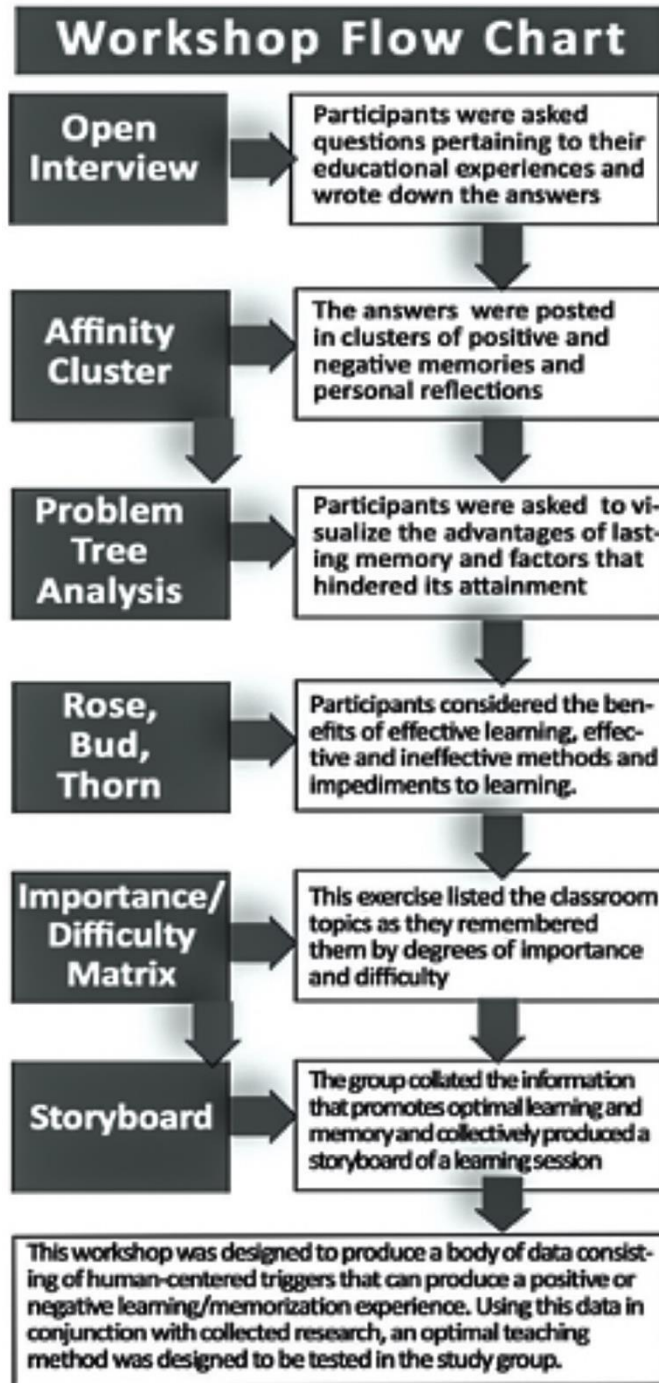 Workshop Flow Chart
Open
Interview
Participants were asked
questions pertaining to their
educational experiences and
wrote down the answers
Affinity
Cluster
The answers were posted
in clusters of positive and
negative memories and
personal reflections
Problem
Tree
Analysis
Participants were asked to vi-
sualize the advantages of last-
ing memory and factors that
hindered its attainment
Rose,
Bud,
Thorn
Participants considered the ben-
efits of effective learning, effec-
tive and ineffective methods and
impediments to learning.
Importance/
Difficulty
Matrix
This exercise listed the classroom
topics as they remembered
them by degrees of importance
and difficulty
Storyboard
The group collated the information
that promotes optimal learning and
memory and collectively produced a
storyboard of a learning session
This workshop was designed to produce a body of data consist-
ing of human-centered triggers that can produce a positive or
negative learning/memorization experience. Using this data in
conjunction with collected research, an optimal teaching
method was designed to be tested in the study group.